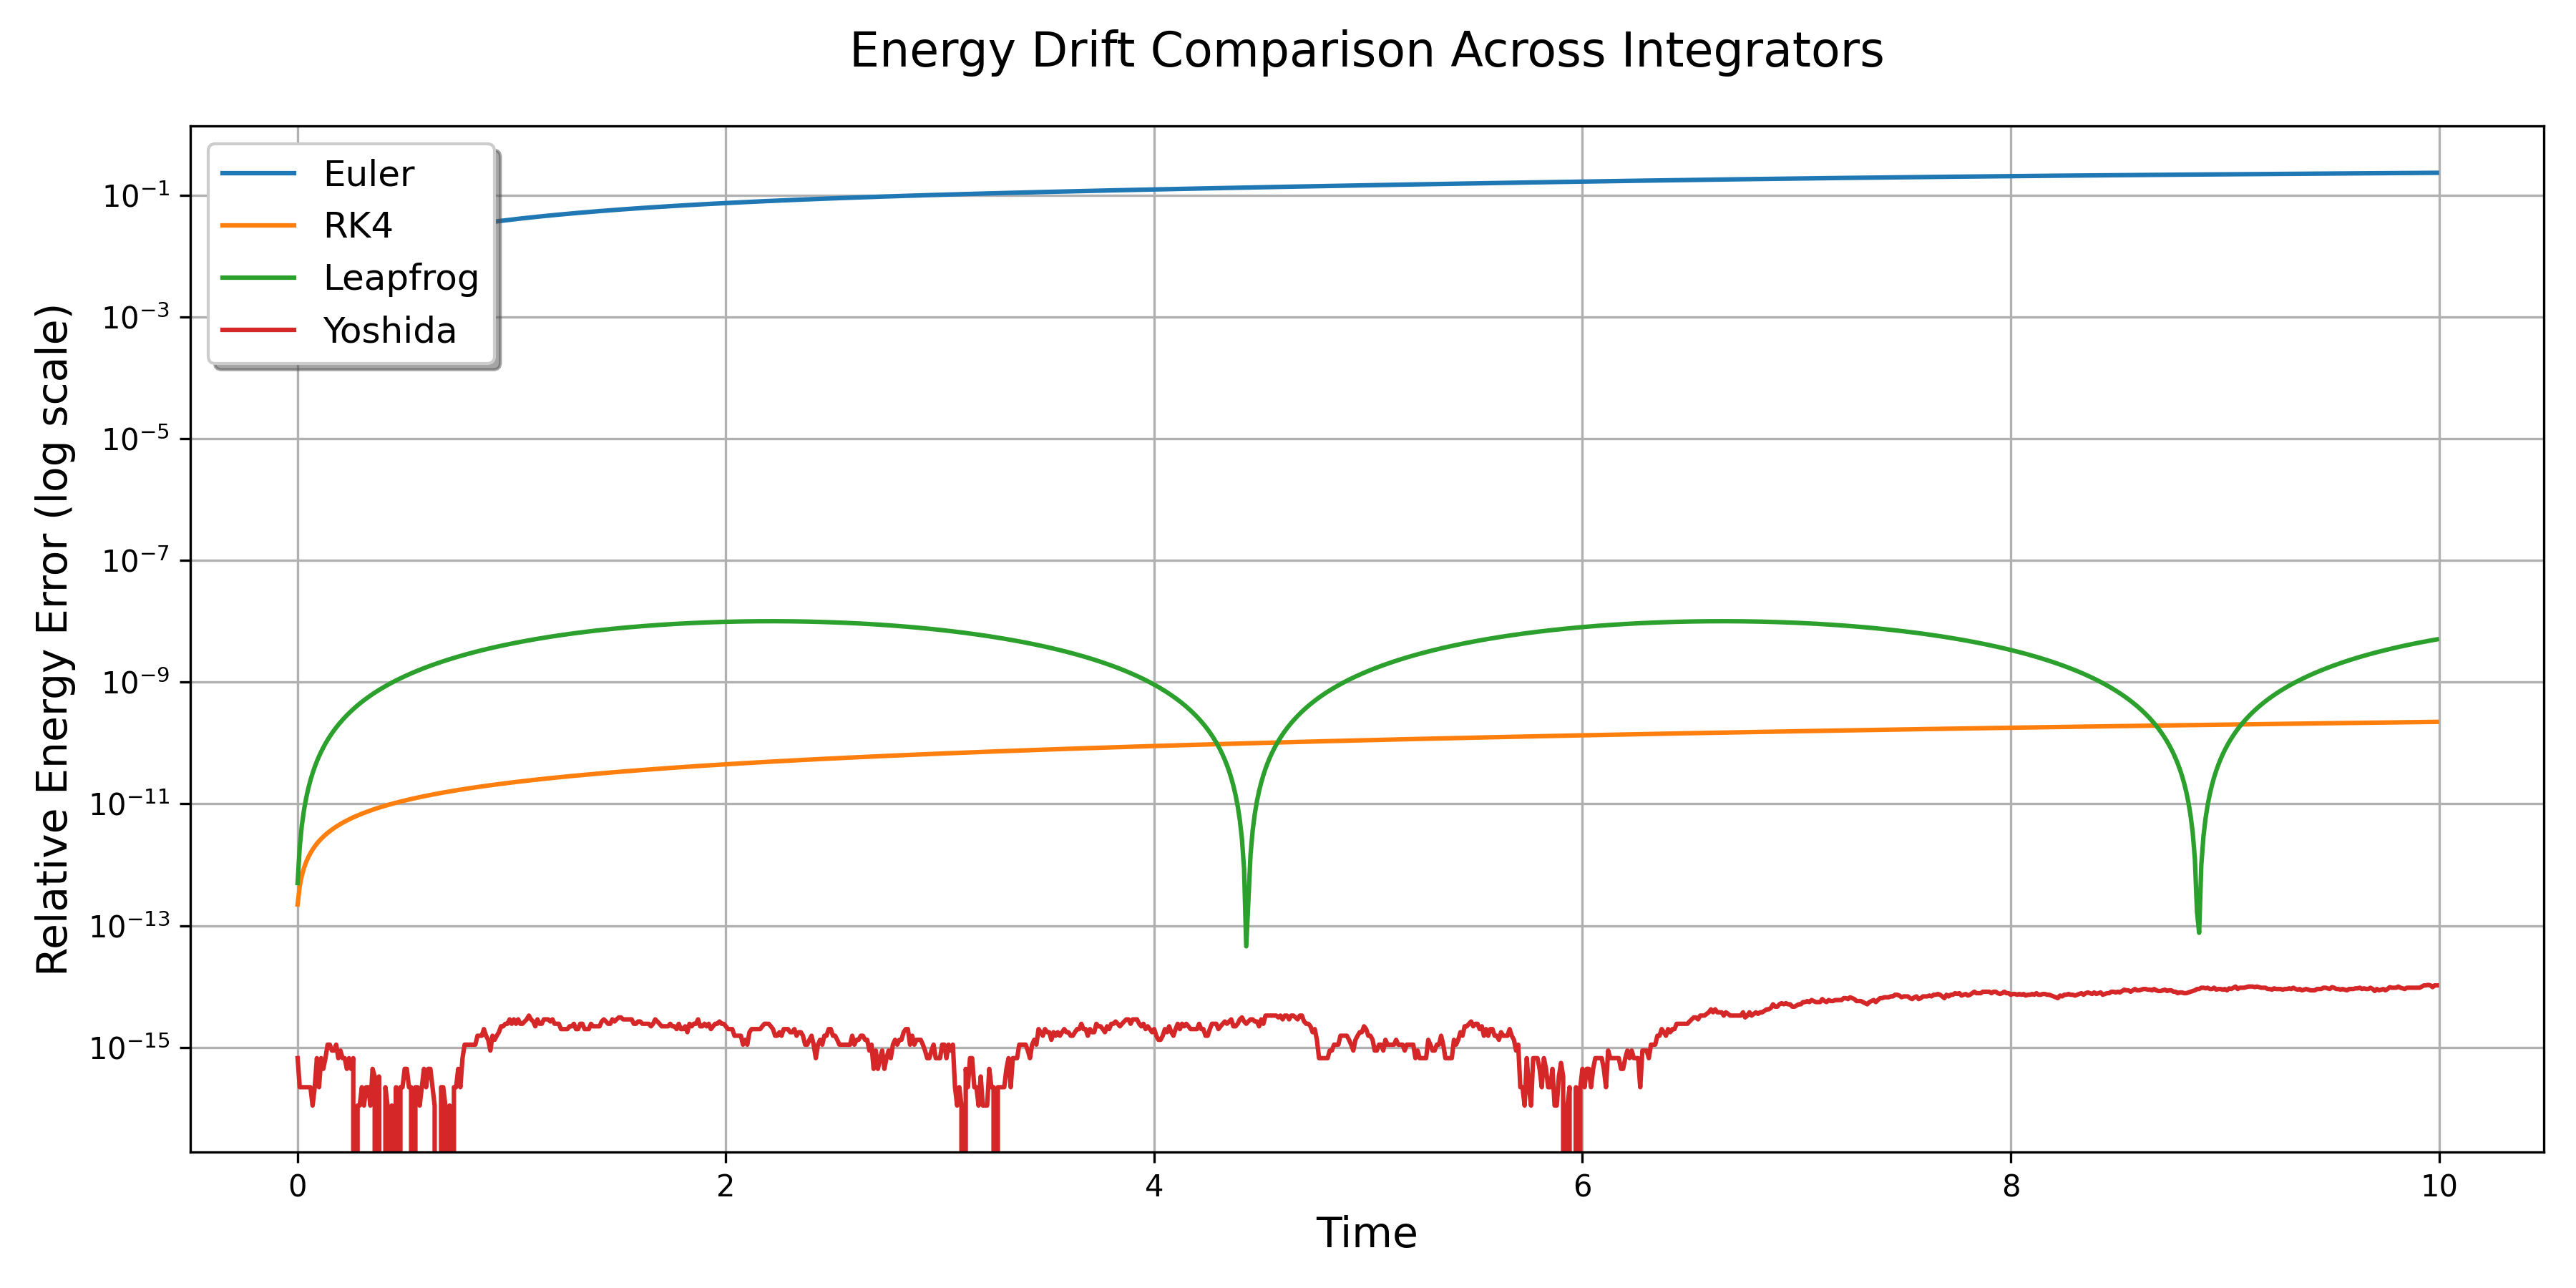 Energy Drift Comparison Across Integrators
Euler
RK4
Leapfrog
Yoshida
Relative Energy Error (log scale)
10⁻¹
10⁻³
10⁻⁵
10⁻⁷
10⁻⁹
10⁻¹¹
10⁻¹³
10⁻¹⁵
0 2 4 6 8 10
Time